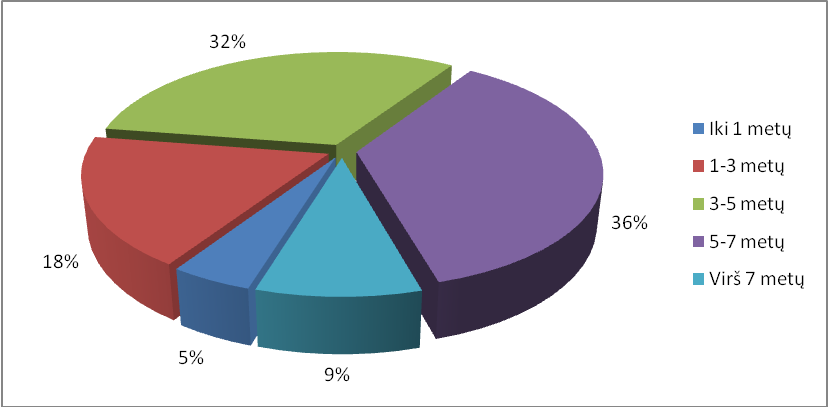 32%
36%
18%
5%
9%
Iki 1 metų
1-3 metų
3-5 metų
5-7 metų
Virš 7 metų